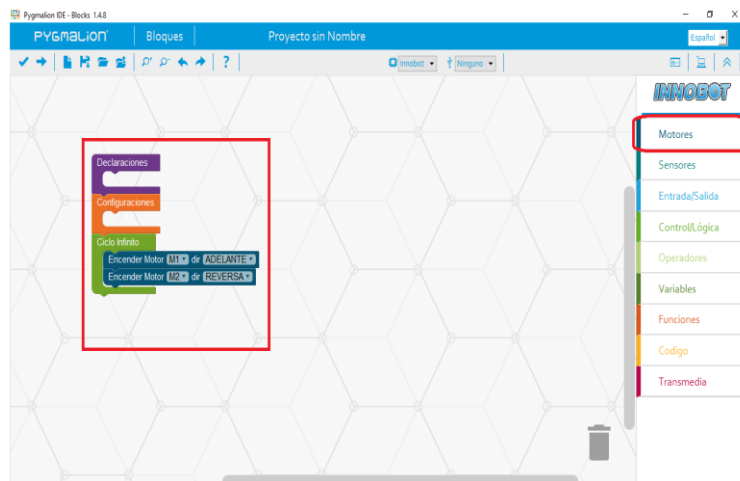 Pygmalion IDE - Blocks 1.4.8
PYGMALION
Bloques
Proyecto sin Nombre
Español
?
Innobot
Ninguno
INNOBOT
Declaraciones
Configuraciones
Ciclo Infinito
Encender Motor M1 dir ADELANTE
Encender Motor M2 dir REVERSA
Motores
Sensores
Entrada/Salida
Control/Lógica
Operadores
Variables
Funciones
Codigo
Transmedia